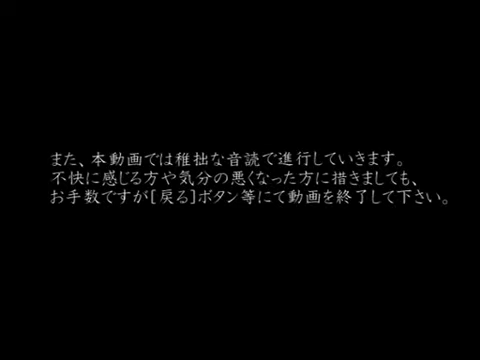 また、本動画では稚拙な音読で進行していきます。
不快に感じる方や気分の悪くなった方に措きましても、
お手数ですが[戻る]ボタン等にて動画を終了して下さい。